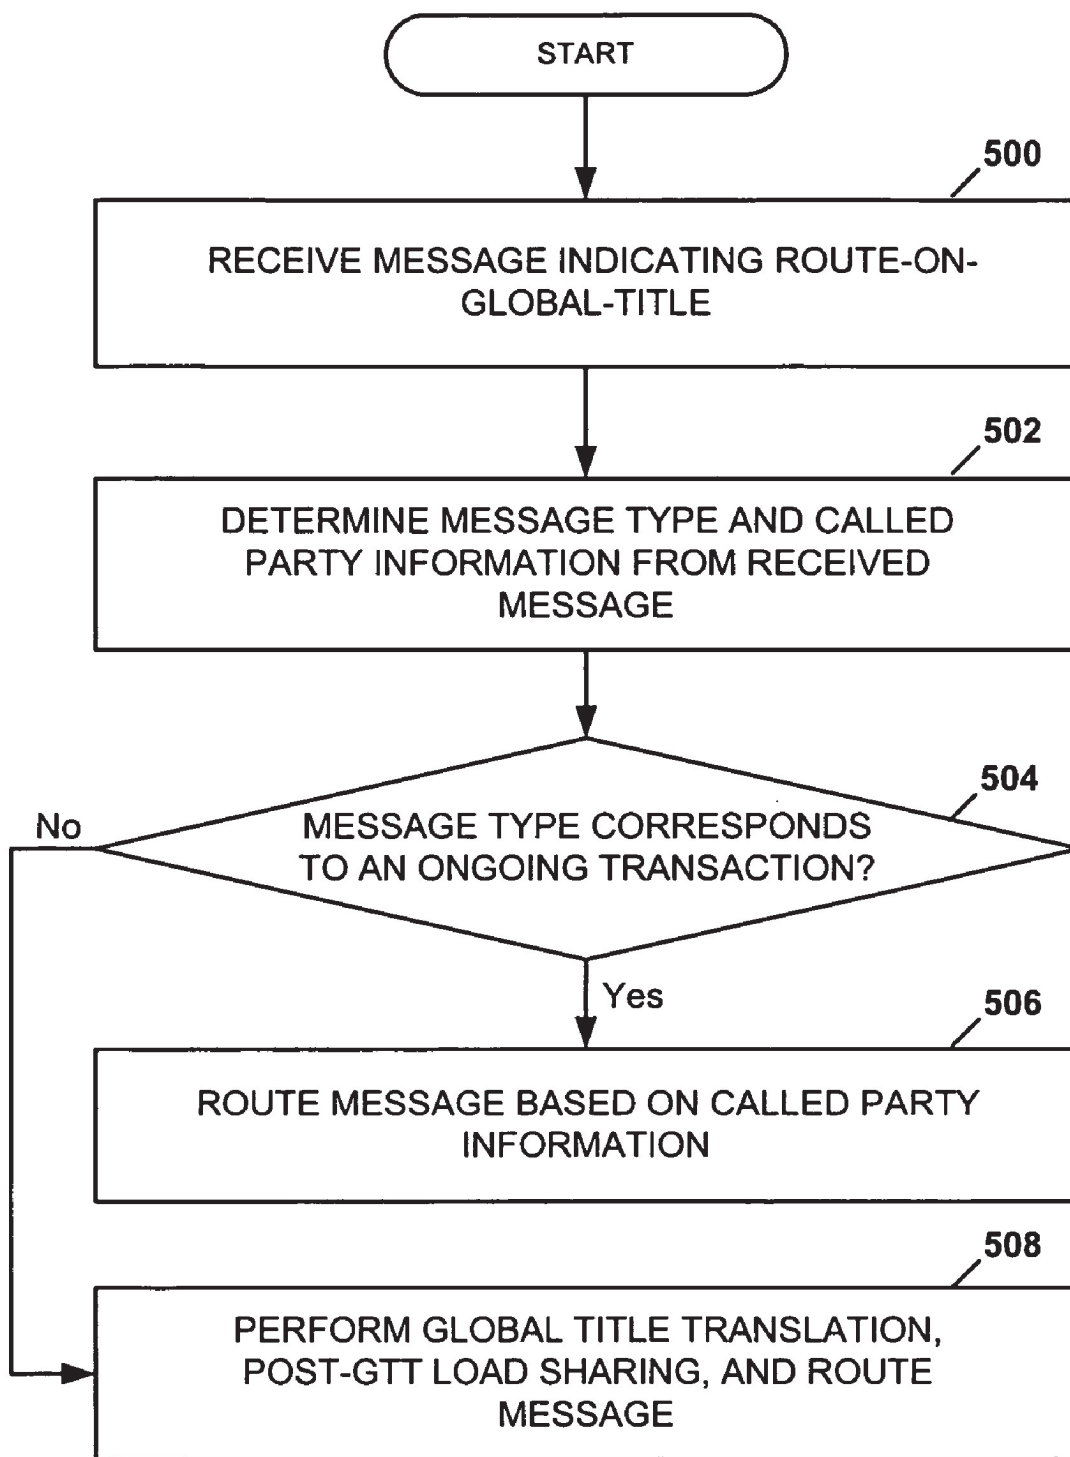 START
500
RECEIVE MESSAGE INDICATING ROUTE-ON-
GLOBAL-TITLE
502
DETERMINE MESSAGE TYPE AND CALLED
PARTY INFORMATION FROM RECEIVED
MESSAGE
504
No
MESSAGE TYPE CORRESPONDS
TO AN ONGOING TRANSACTION?
Yes
506
ROUTE MESSAGE BASED ON CALLED PARTY
INFORMATION
508
PERFORM GLOBAL TITLE TRANSLATION,
POST-GTT LOAD SHARING, AND ROUTE
MESSAGE